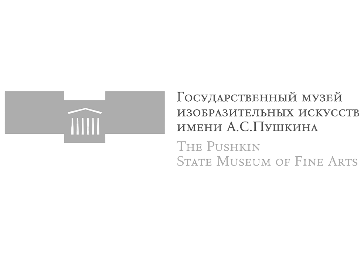 Государственный музей
изобразительных искусств
имени А.С.Пушкина
The Pushkin
State Museum of Fine Arts